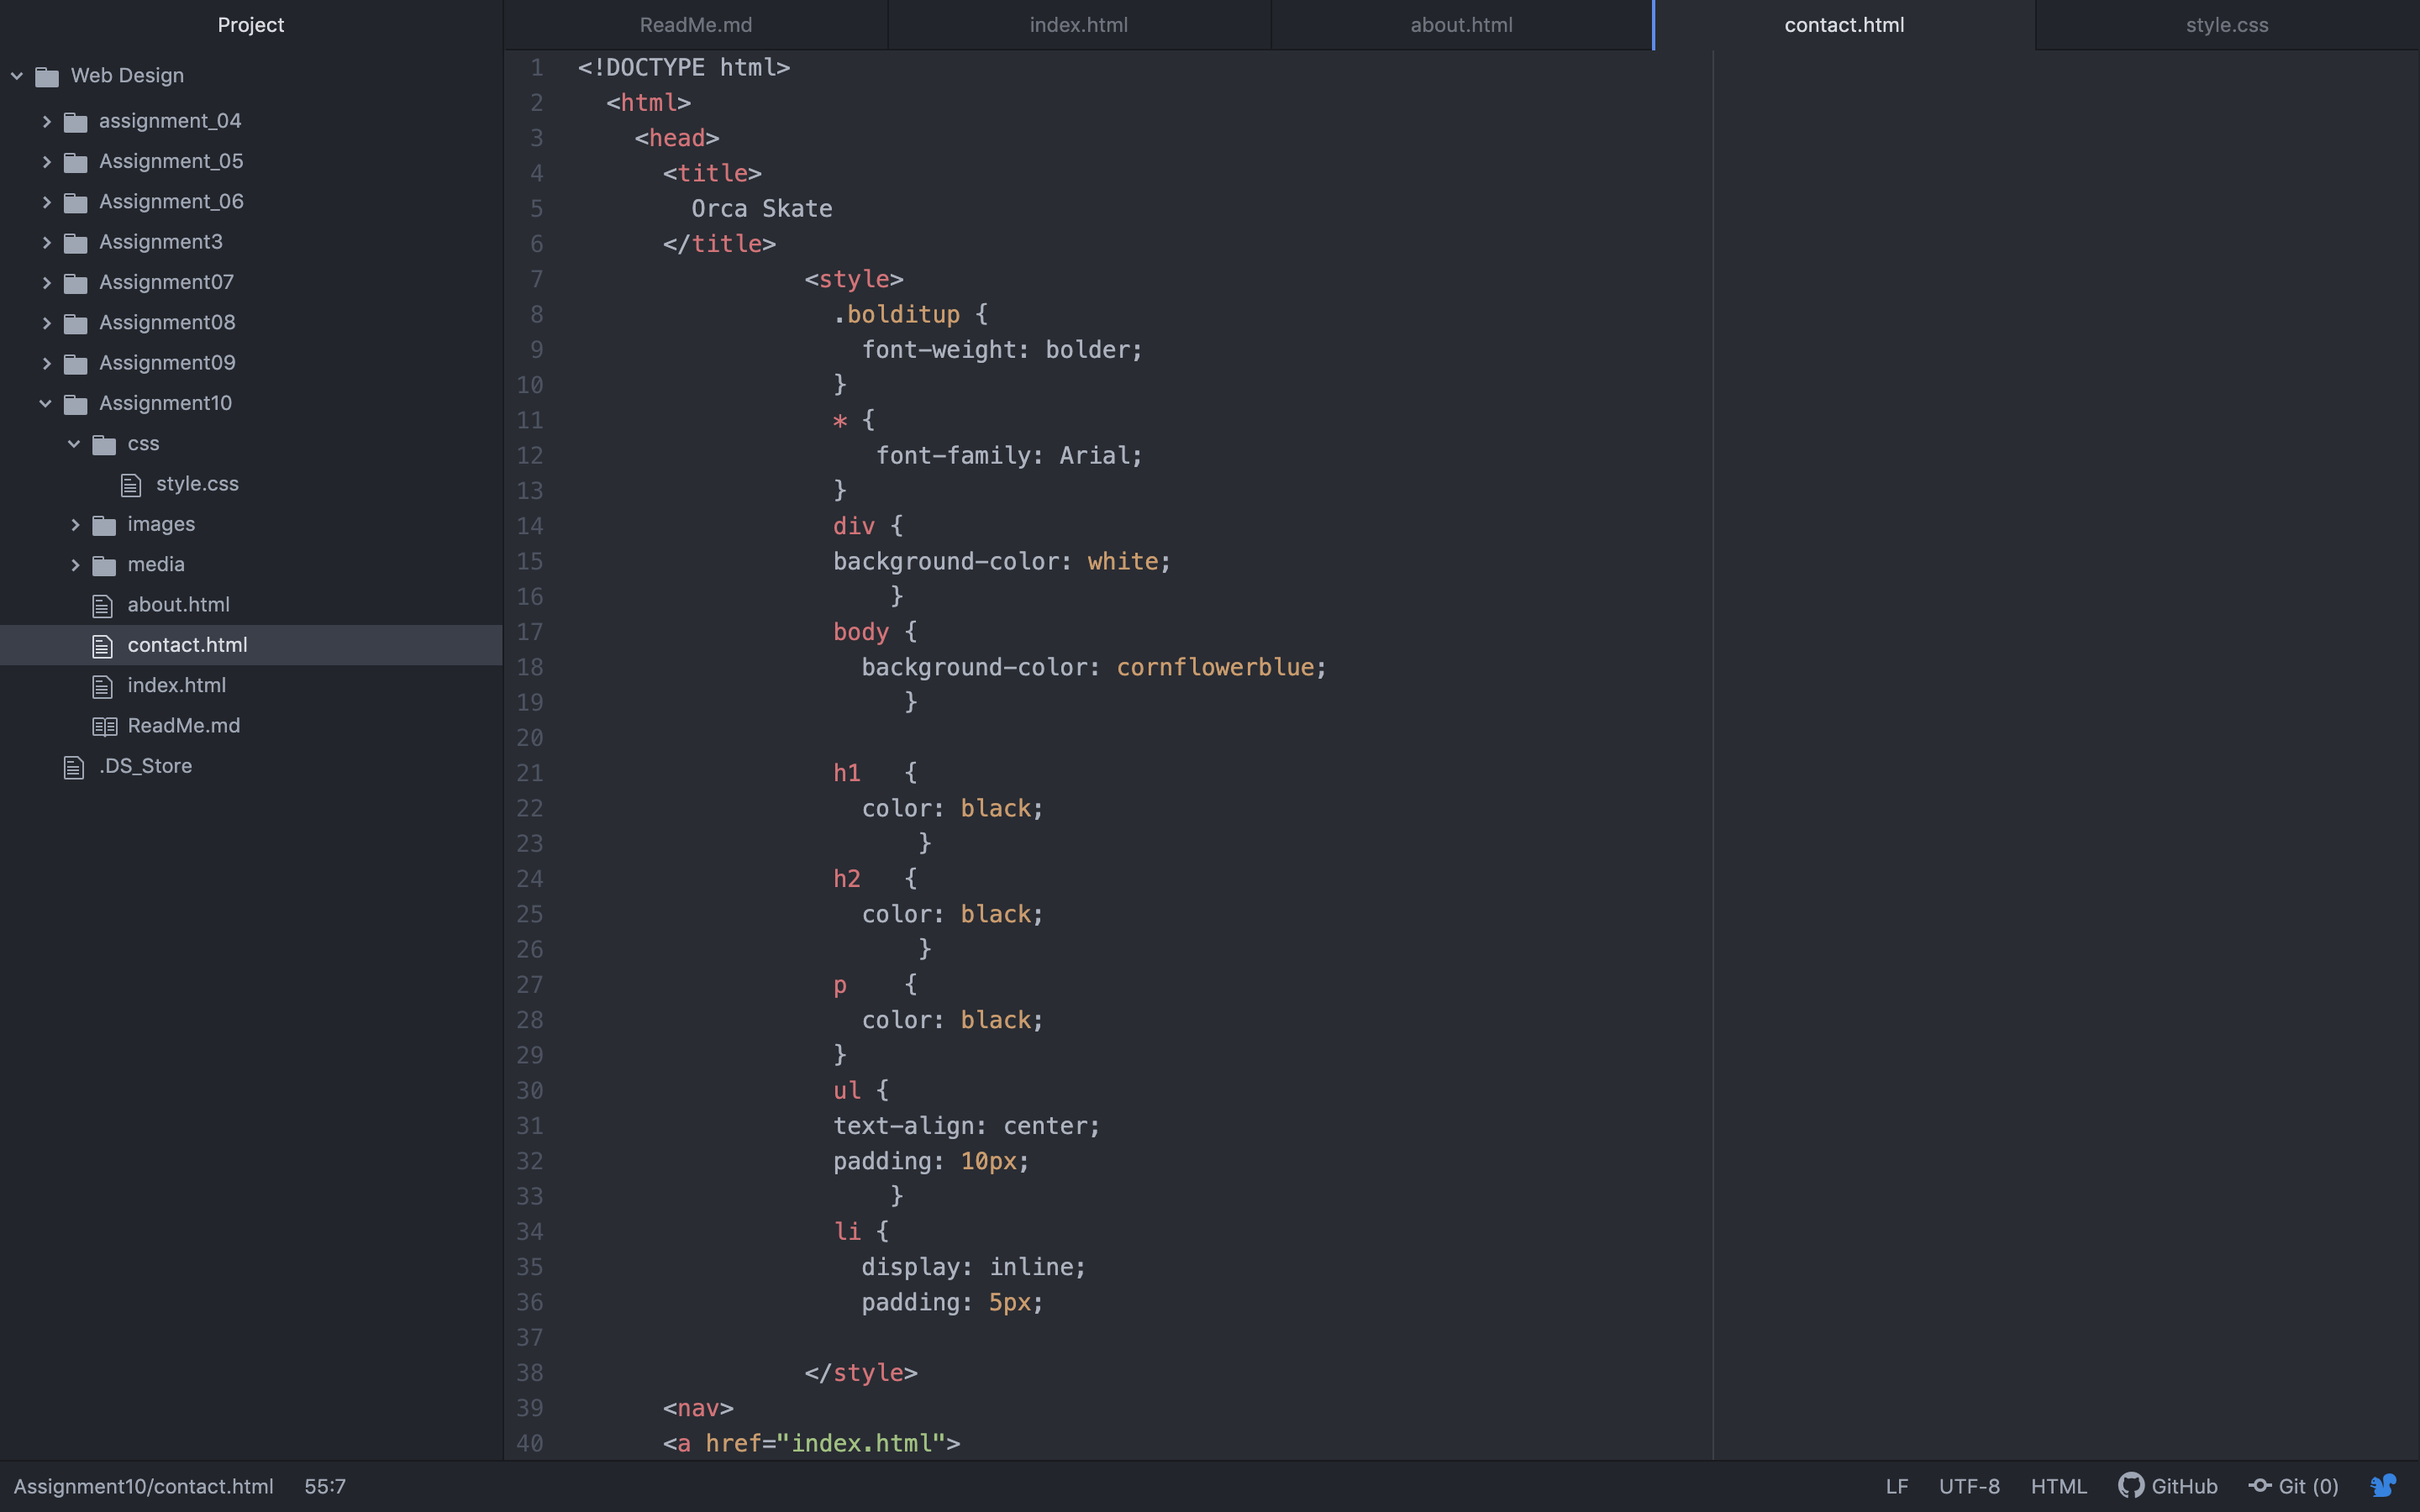 Project
Web Design
assignment_04
Assignment_05
Assignment_06
Assignment3
Assignment07
Assignment08
Assignment09
Assignment10
css
style.css
images
media
about.html
contact.html
index.html
ReadMe.md
.DS_Store
ReadMe.md
index.html
about.html
contact.html
style.css
1 <!DOCTYPE html>
2 <html>
3 <head>
4 <title>
5 Orca Skate
6 </title>
7 <style>
8 .bolditup {
9 font-weight: bolder;
10 }
11 * {
12 font-family: Arial;
13 }
14 div {
15 background-color: white;
16 }
17 body {
18 background-color: cornflowerblue;
19 }
20
21 h1 {
22 color: black;
23 }
24 h2 {
25 color: black;
26 }
27 p {
28 color: black;
29 }
30 ul {
31 text-align: center;
32 padding: 10px;
33 }
34 li {
35 display: inline;
36 padding: 5px;
37
38 </style>
39 <nav>
40 <a href="index.html">
Assignment10/contact.html 55:7
LF UTF-8 HTML GitHub Git (0)